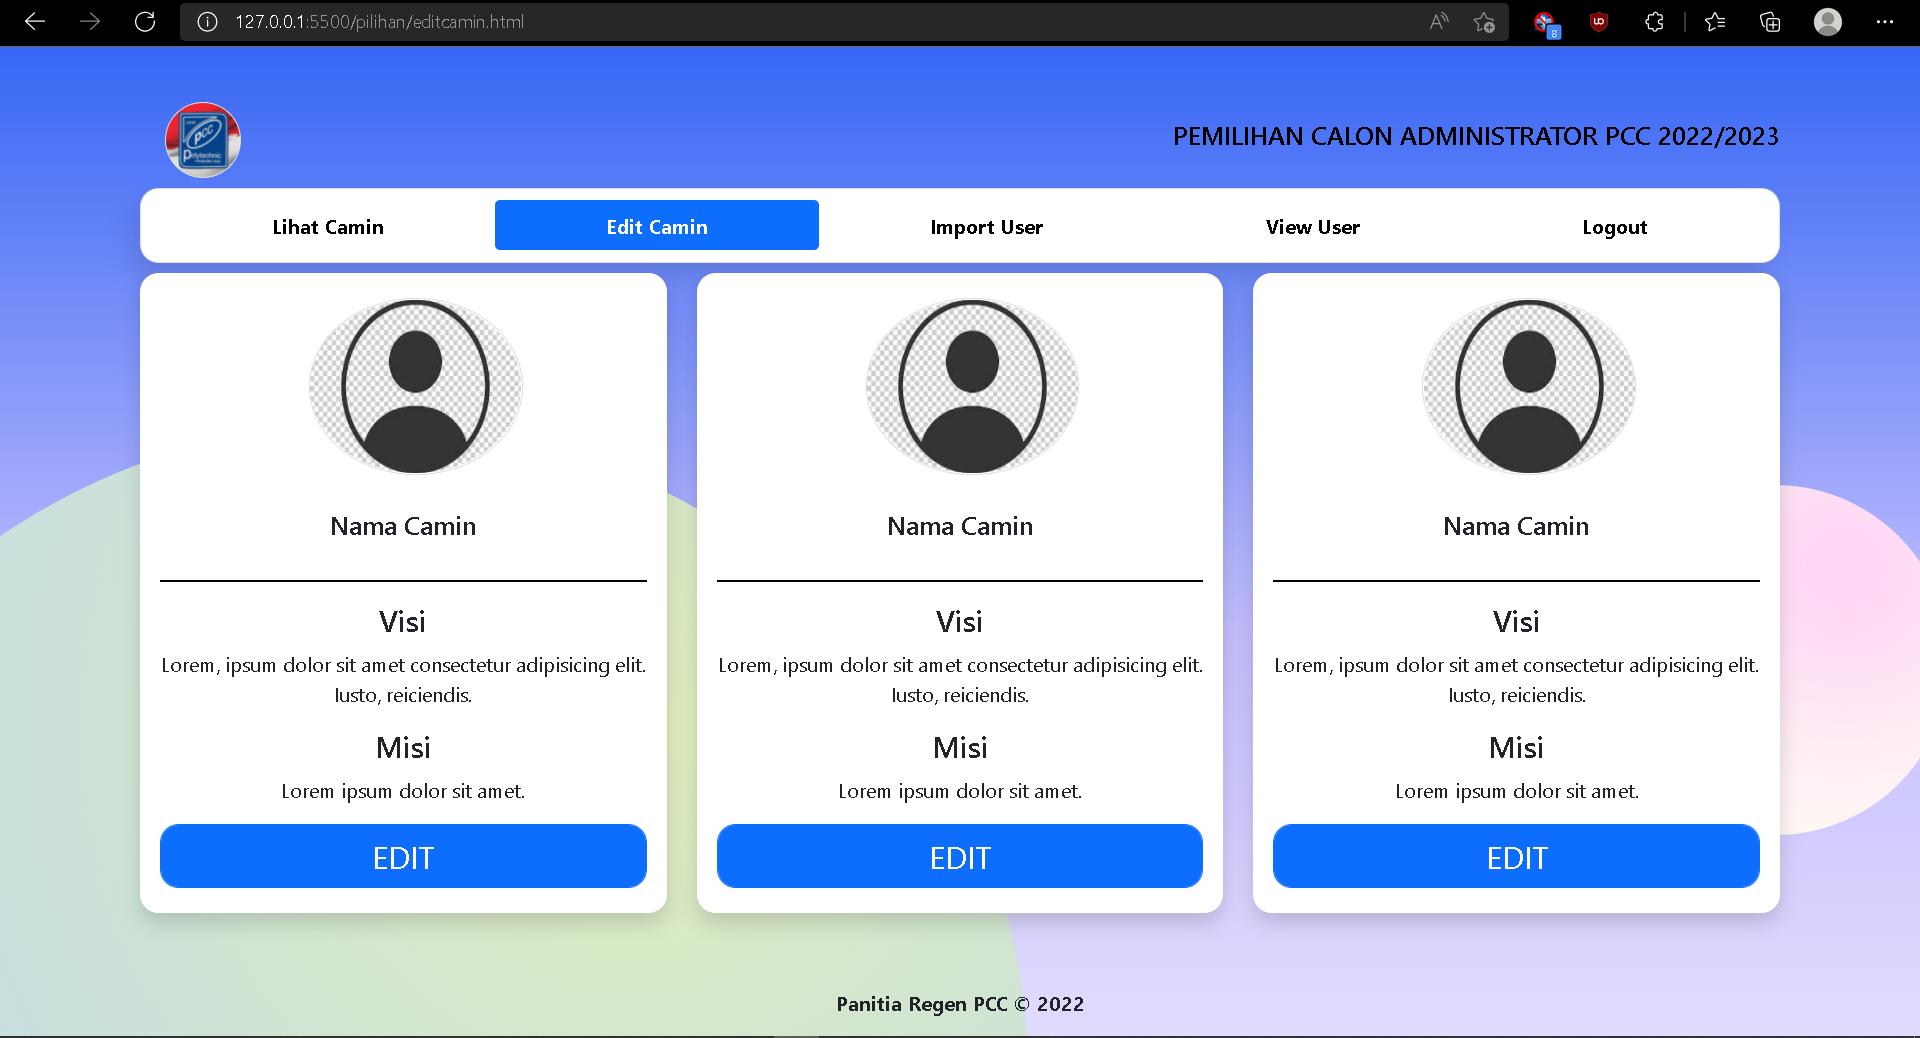 127.0.0.1:5500/pilihan/editcamin.html
8
PCC
Polytechnic
PEMILIHAN CALON ADMINISTRATOR PCC 2022/2023
Lihat Camin
Edit Camin
Import User
View User
Logout
Nama Camin
Visi
Lorem, ipsum dolor sit amet consectetur adipisicing elit.
Iusto, reiciendis.
Misi
Lorem ipsum dolor sit amet.
EDIT
Nama Camin
Visi
Lorem, ipsum dolor sit amet consectetur adipisicing elit.
Iusto, reiciendis.
Misi
Lorem ipsum dolor sit amet.
EDIT
Nama Camin
Visi
Lorem, ipsum dolor sit amet consectetur adipisicing elit.
Iusto, reiciendis.
Misi
Lorem ipsum dolor sit amet.
EDIT
Panitia Regen PCC © 2022